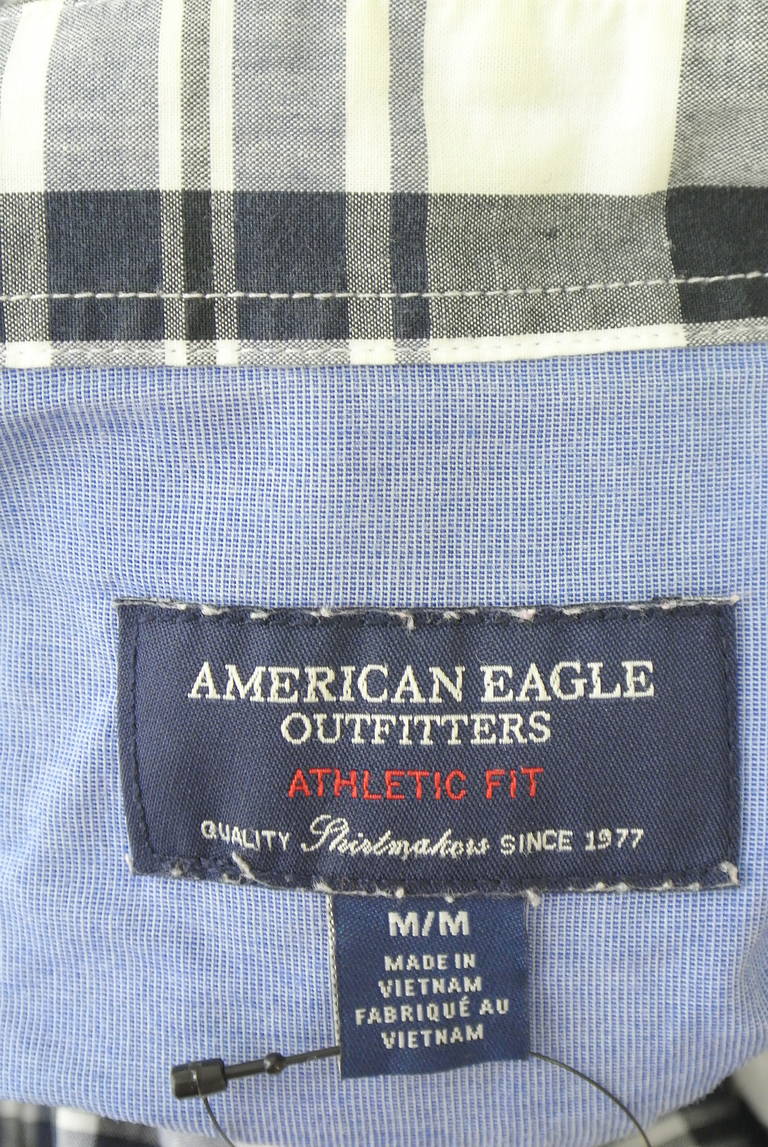 AMERICAN EAGLE
OUTFITTERS
ATHLETIC FIT
QUALITY Shirtmakers SINCE 1977
M/M
MADE IN
VIETNAM
FABRIQUÉ AU
VIETNAM